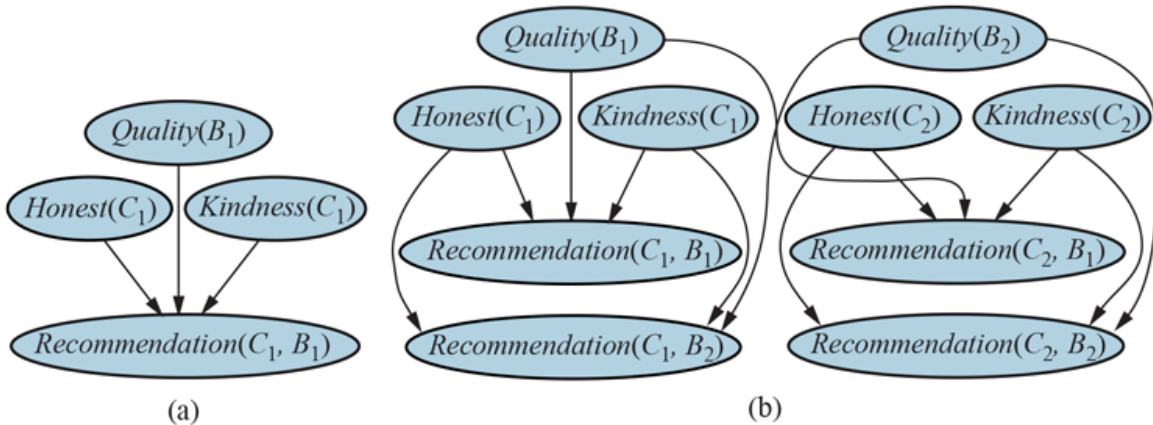 Quality(B₁)
Honest(C₁) Kindness(C₁)
Recommendation(C₁, B₁)
(a)
Quality(B₁) Quality(B₂)
Honest(C₁) Kindness(C₁) Honest(C₂) Kindness(C₂)
Recommendation(C₁, B₁) Recommendation(C₂, B₁)
Recommendation(C₁, B₂) Recommendation(C₂, B₂)
(b)